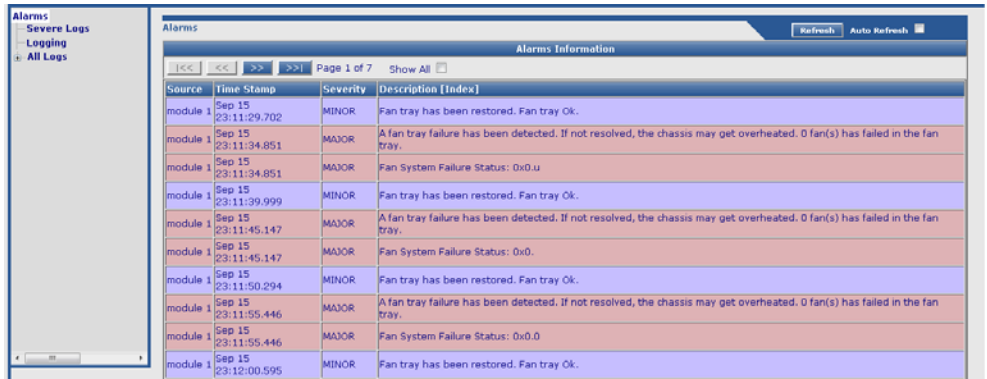 Alarms
Severe Logs
Logging
All Logs
Alarms
Refresh Auto Refresh
Alarms Information
|<< << >> >>| Page 1 of 7 Show All
Source Time Stamp Severity Description [Index]
module 1 Sep 15 23:11:29.702 MINOR Fan tray has been restored. Fan tray Ok.
module 1 Sep 15 23:11:34.851 MAJOR A fan tray failure has been detected. If not resolved, the chassis may get overheated. 0 fan(s) has failed in the fan tray.
module 1 Sep 15 23:11:34.851 MAJOR Fan System Failure Status: 0x0.u
module 1 Sep 15 23:11:39.999 MINOR Fan tray has been restored. Fan tray Ok.
module 1 Sep 15 23:11:45.147 MAJOR A fan tray failure has been detected. If not resolved, the chassis may get overheated. 0 fan(s) has failed in the fan tray.
module 1 Sep 15 23:11:45.147 MAJOR Fan System Failure Status: 0x0.
module 1 Sep 15 23:11:50.294 MINOR Fan tray has been restored. Fan tray Ok.
module 1 Sep 15 23:11:55.446 MAJOR A fan tray failure has been detected. If not resolved, the chassis may get overheated. 0 fan(s) has failed in the fan tray.
module 1 Sep 15 23:11:55.446 MAJOR Fan System Failure Status: 0x0.0
module 1 Sep 15 23:12:00.595 MINOR Fan tray has been restored. Fan tray Ok.